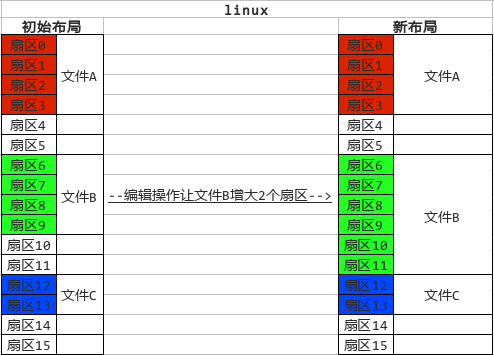 linux
初始布局 新布局
扇区0 扇区0
扇区1 文件A 扇区1 文件A
扇区2 扇区2
扇区3 扇区3
扇区4 扇区4
扇区5 扇区5
扇区6 扇区6
扇区7 文件B 扇区7
扇区8 --编辑操作让文件B增大2个扇区--> 扇区8 文件B
扇区9 扇区9
扇区10 扇区10
扇区11 扇区11
扇区12 文件C 扇区12 文件C
扇区13 扇区13
扇区14 扇区14
扇区15 扇区15